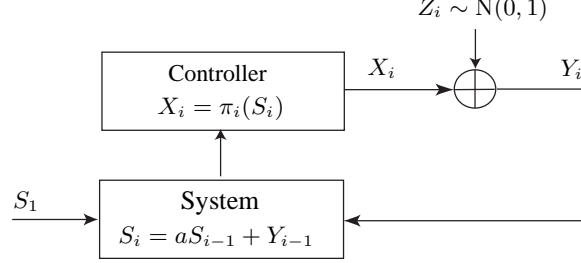 Z_i ∼ N(0, 1)
Controller
X_i = π_i(S_i)
X_i
Y_i
S_1
System
S_i = aS_{i−1} + Y_{i−1}